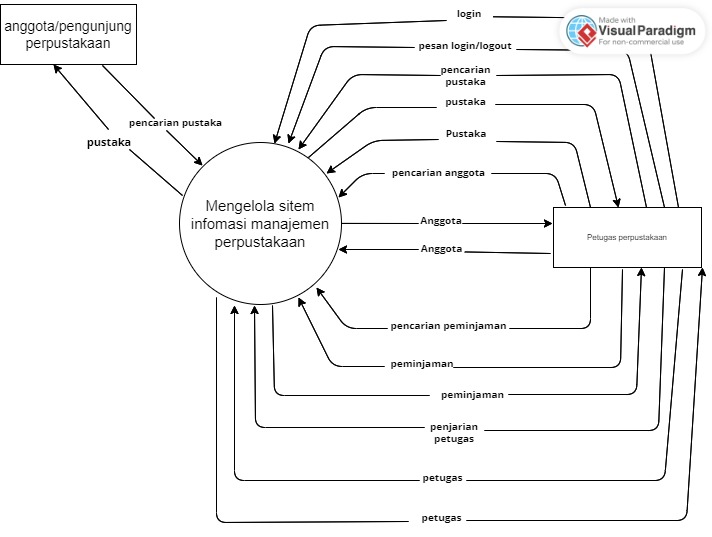 login
Made with
Visual Paradigm
For non-commercial use
anggota/pengunjung
perpustakaan
pesan login/logout
pencarian
pustaka
pustaka
pencarian pustaka
Pustaka
pustaka
pencarian anggota
Mengelola sitem
infomasi manajemen
perpustakaan
Anggota
Petugas perpustakaan
Anggota
pencarian peminjaman
peminjaman
peminjaman
penjarian
petugas
petugas
petugas